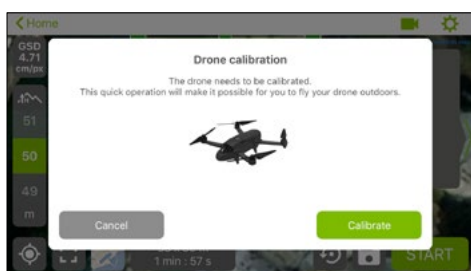 Home
GSD
4.71
cm/px
Drone calibration
The drone needs to be calibrated.
This quick operation will make it possible for you to fly your drone outdoors.
51
50
49
m
Cancel
Calibrate
1 min : 57 s
START